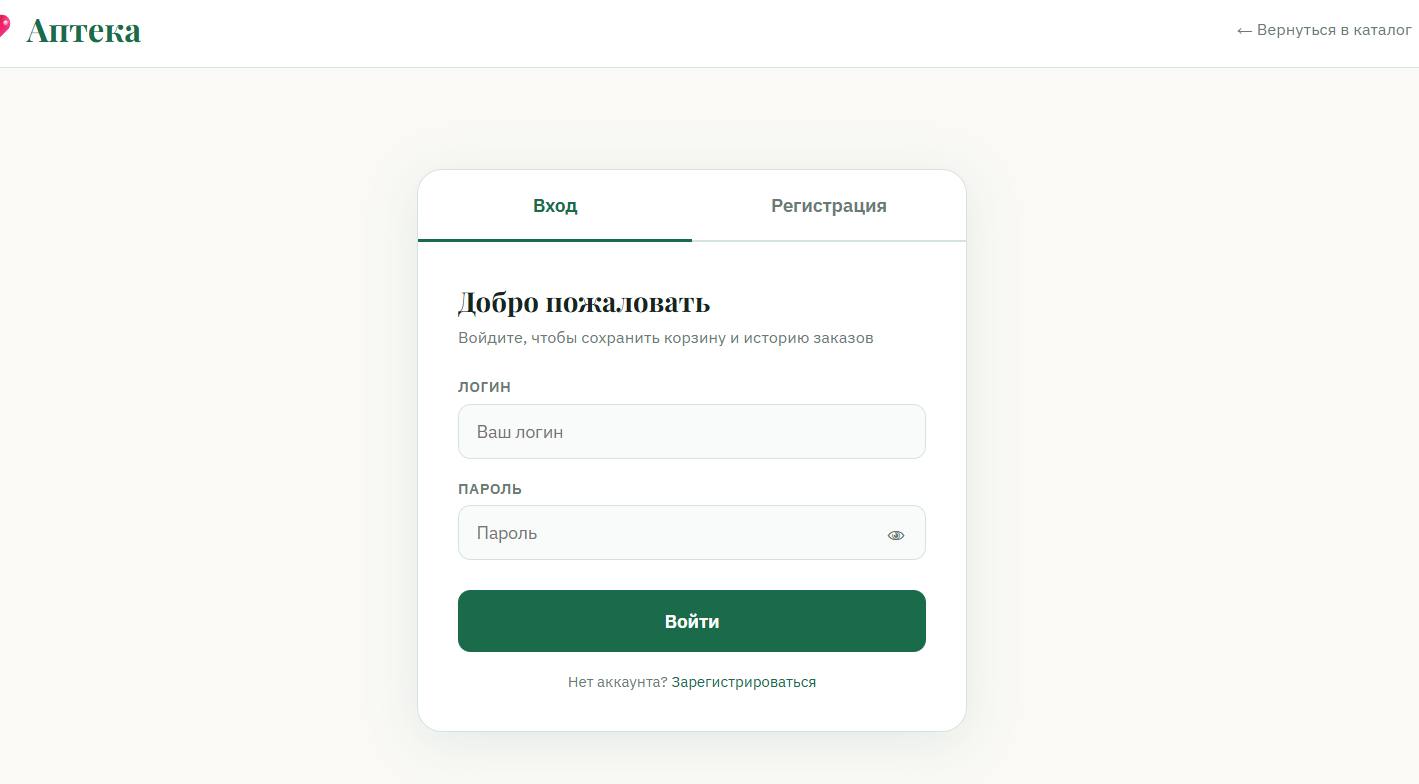 Аптека
← Вернуться в каталог
Вход
Регистрация
Добро пожаловать
Войдите, чтобы сохранить корзину и историю заказов
ЛОГИН
Ваш логин
ПАРОЛЬ
Пароль
Войти
Нет аккаунта? Зарегистрироваться